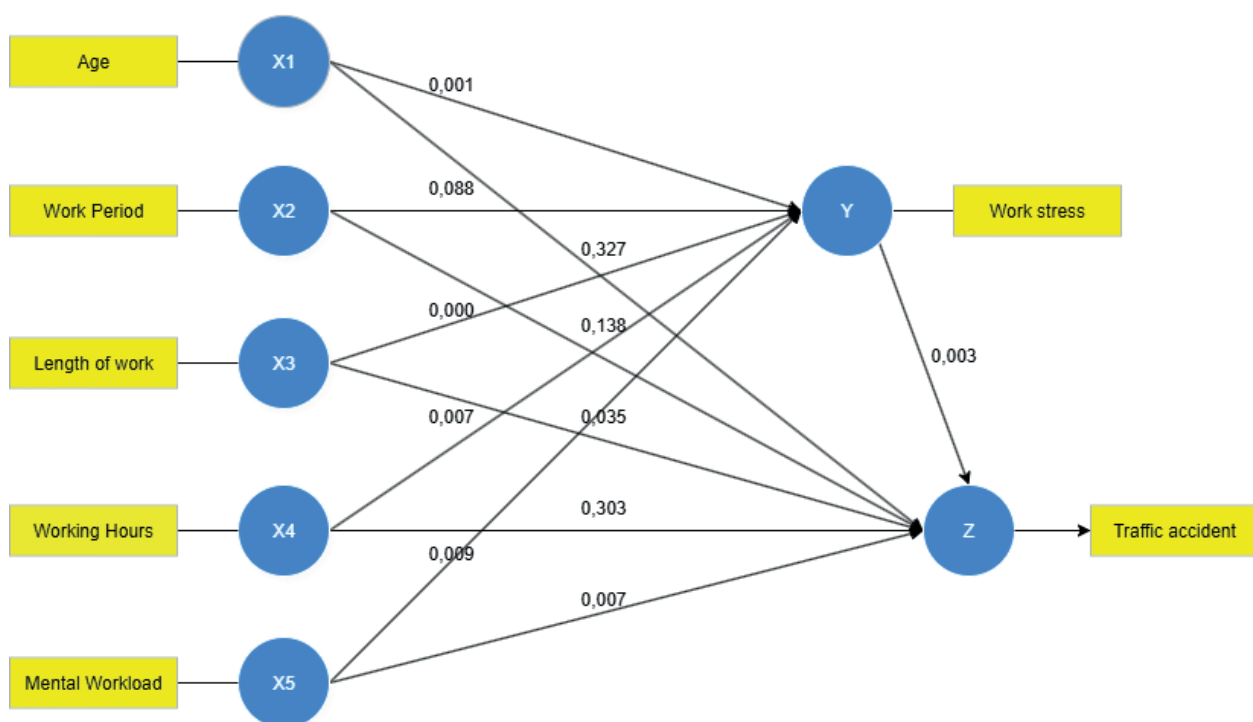 Age
X1
0,001
Work Period
X2
0,088
Y
Work stress
0,327
Length of work
X3
0,000
0,138
0,003
0,007
0,035
Working Hours
X4
0,303
Z
Traffic accident
0,009
0,007
Mental Workload
X5